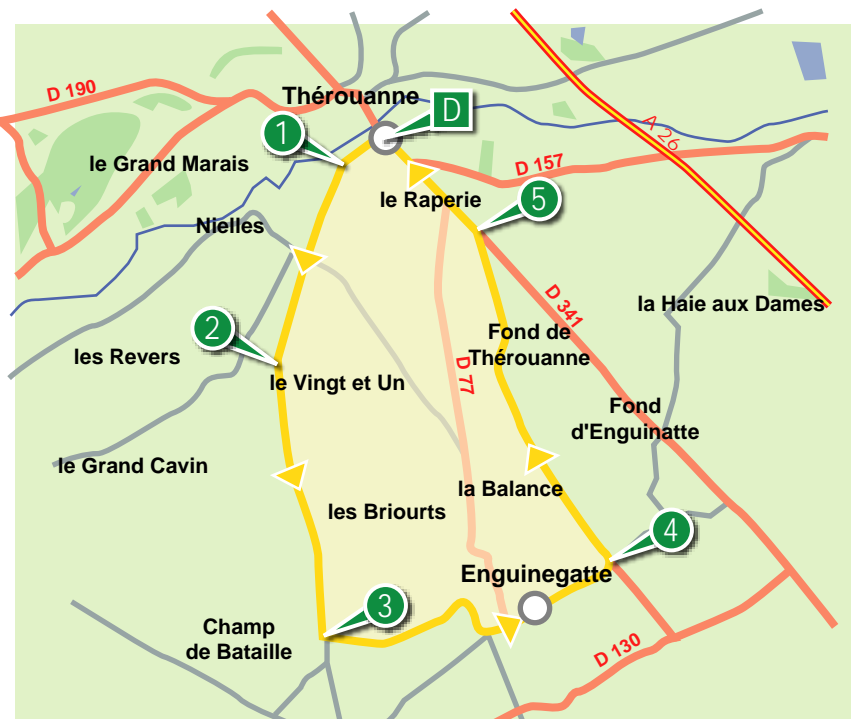 D 190
Thérouanne
D
1
A 26
le Grand Marais
D 157
le Raperie
5
Nielles
la Haie aux Dames
D 341
2
Fond de
Thérouanne
les Revers
D 77
le Vingt et Un
Fond
d'Enguinatte
le Grand Cavin
la Balance
les Briourts
4
Enguinegatte
3
Champ
de Bataille
D 130